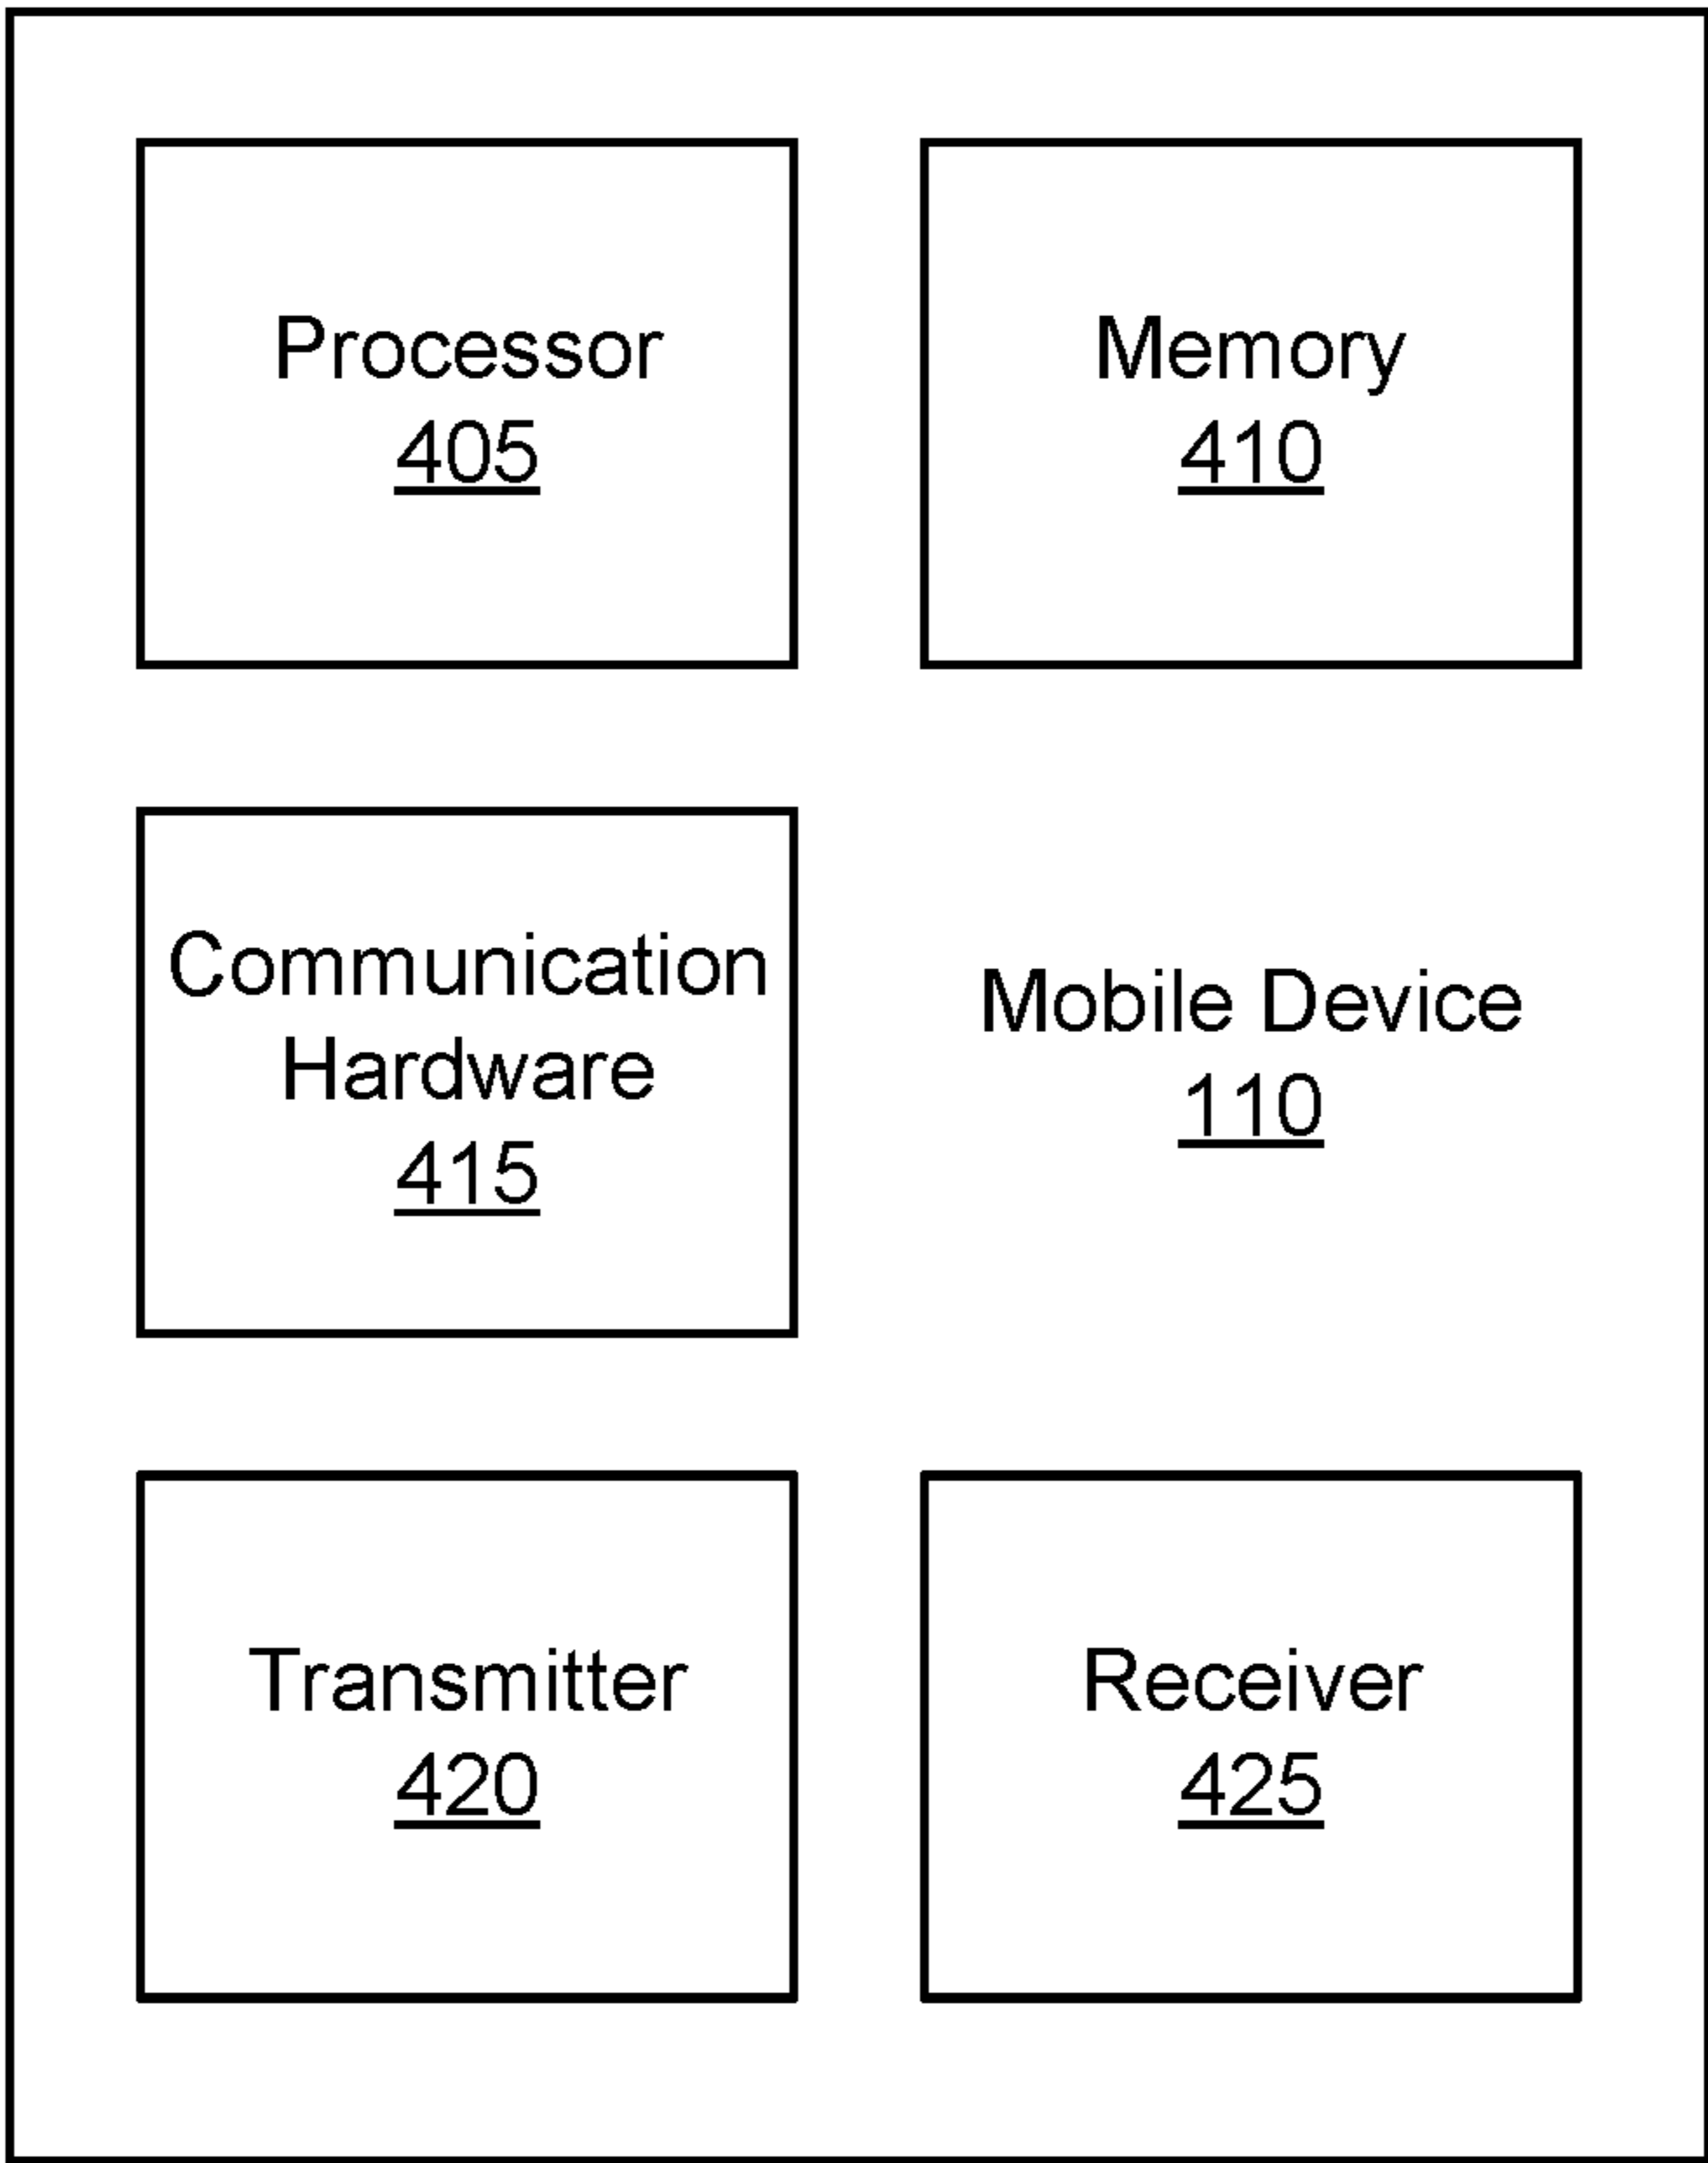 Processor
405
Memory
410
Communication
Hardware
415
Mobile Device
110
Transmitter
420
Receiver
425